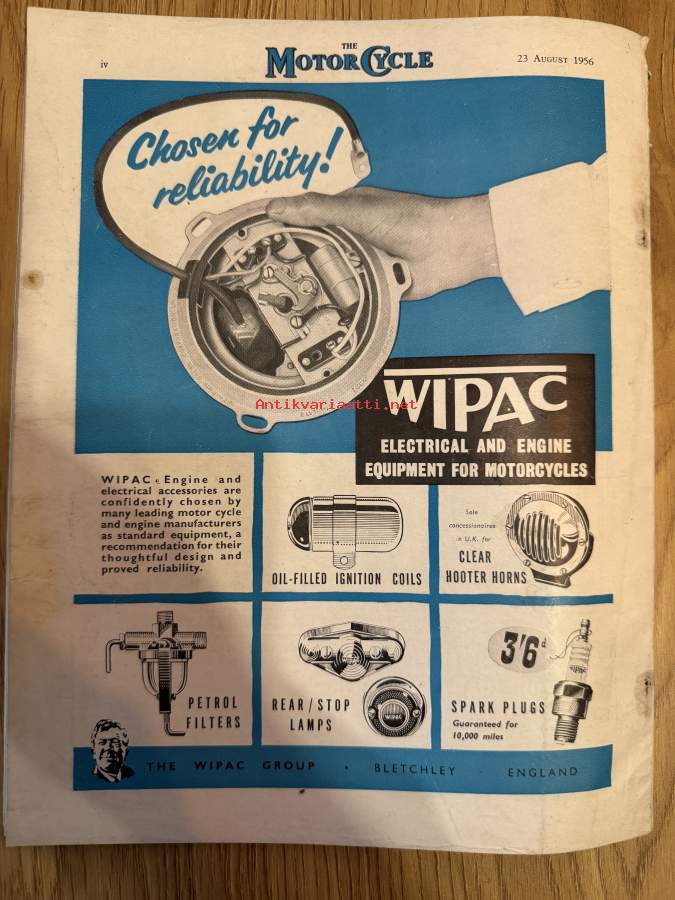 iv
THE
MOTOR CYCLE
23 AUGUST 1956
Chosen for
reliability!
Antikvariaatti.net
WIPAC
ELECTRICAL AND ENGINE
EQUIPMENT FOR MOTORCYCLES
WIPAC Engine and
electrical accessories are
confidently chosen by
many leading motor cycle
and engine manufacturers
as standard equipment, a
recommendation for their
thoughtful design and
proved reliability.
OIL-FILLED IGNITION COILS
Sole
concessionaires
in U.K. for
CLEAR
HOOTER HORNS
PETROL
FILTERS
REAR/STOP
LAMPS
WIPAC
3'6d
SPARK PLUGS
Guaranteed for
10,000 miles
THE WIPAC GROUP · BLETCHLEY · ENGLAND